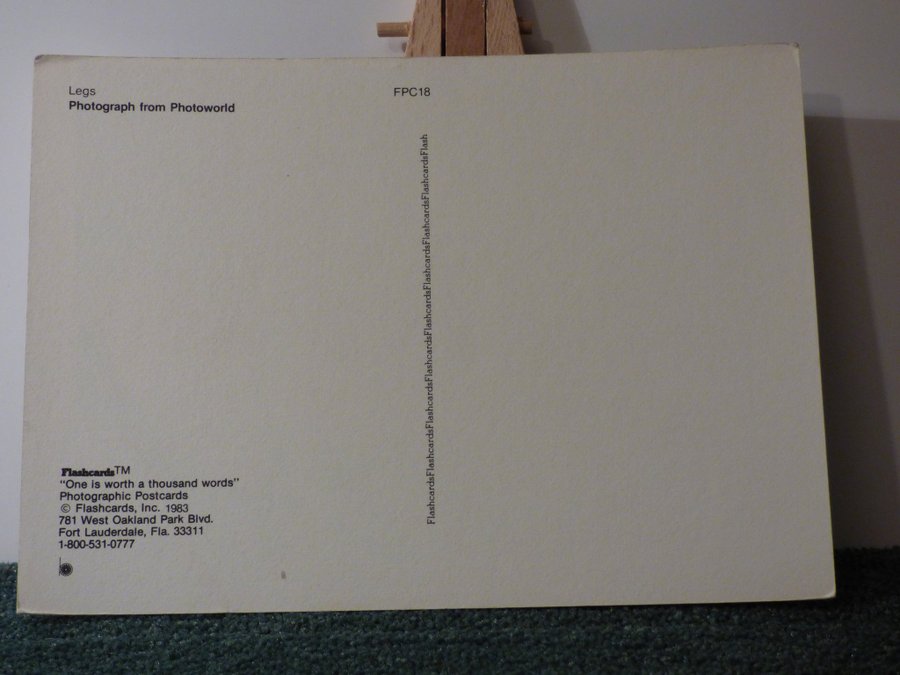 Legs
Photograph from Photoworld
FPC18
FlashcardsFlashcardsFlashcardsFlashcardsFlashcardsFlashcardsFlashcardsFlash
Flashcards™
"One is worth a thousand words"
Photographic Postcards
© Flashcards, Inc. 1983
781 West Oakland Park Blvd.
Fort Lauderdale, Fla. 33311
1-800-531-0777